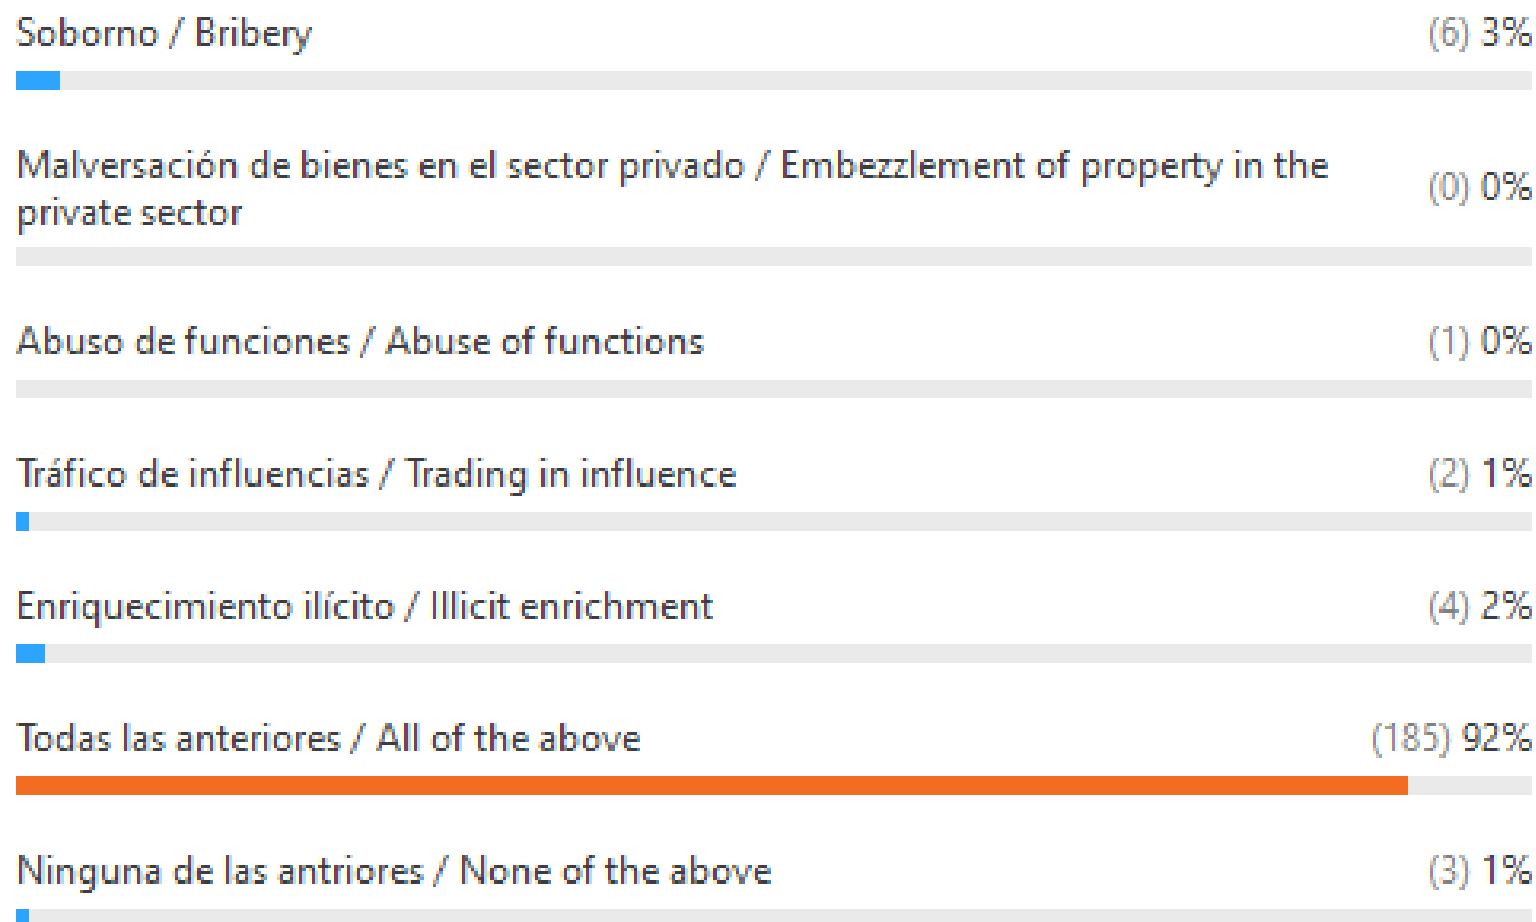 Soborno / Bribery (6) 3%
Malversación de bienes en el sector privado / Embezzlement of property in the
private sector (0) 0%
Abuso de funciones / Abuse of functions (1) 0%
Tráfico de influencias / Trading in influence (2) 1%
Enriquecimiento ilícito / Illicit enrichment (4) 2%
Todas las anteriores / All of the above (185) 92%
Ninguna de las antriores / None of the above (3) 1%